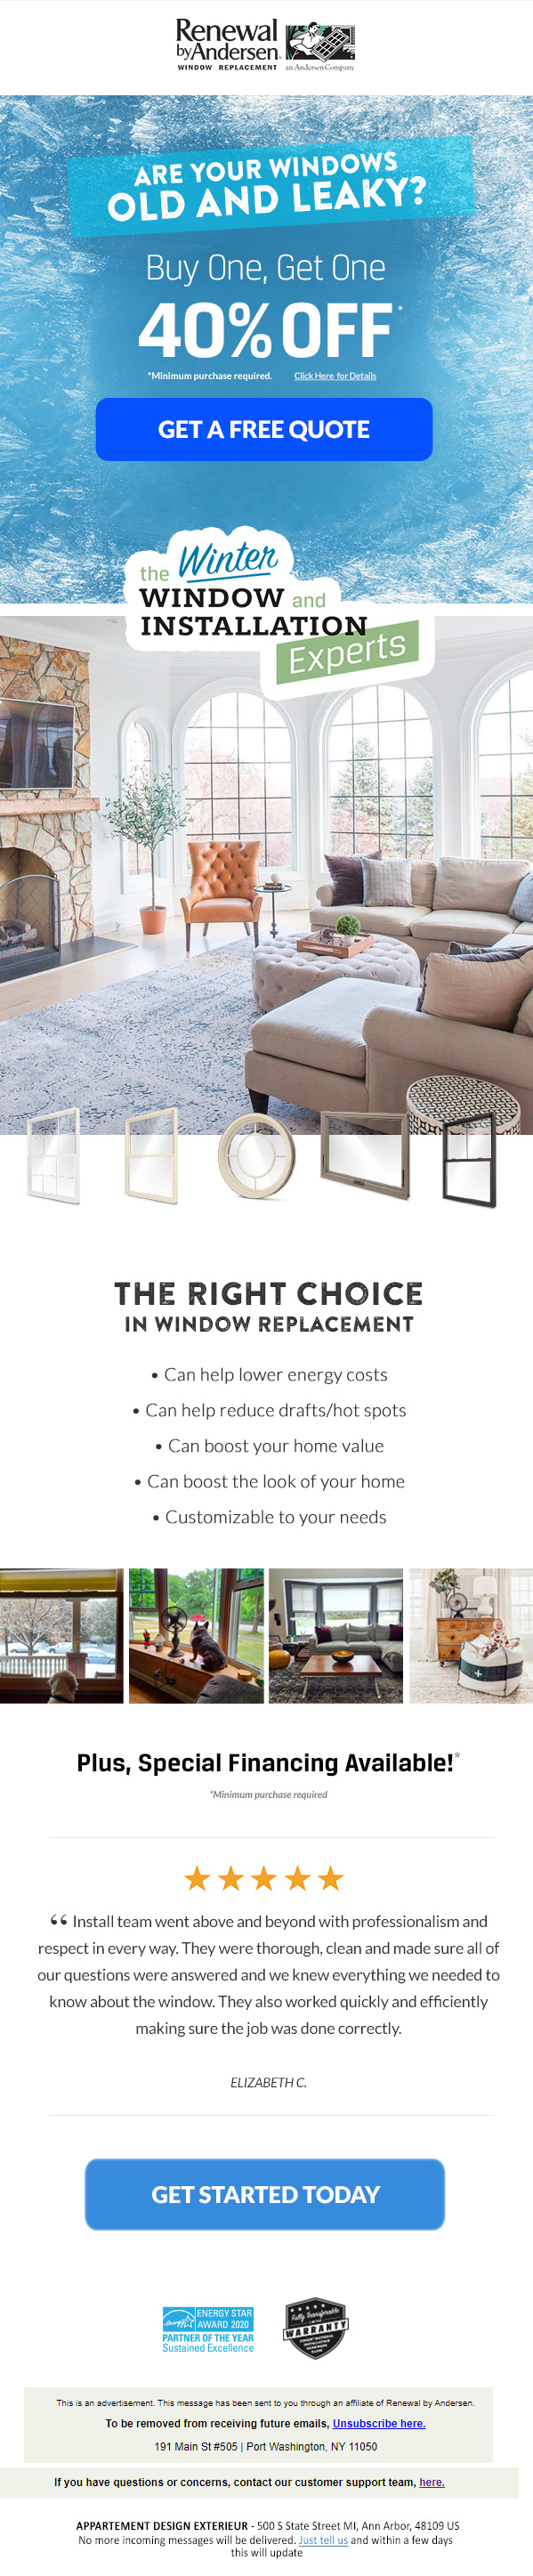 Renewal
byAndersen
WINDOW REPLACEMENT an Andersen Company
ARE YOUR WINDOWS
OLD AND LEAKY?
Buy One, Get One
40% OFF*
*Minimum purchase required. Click Here for Details
GET A FREE QUOTE
the Winter
WINDOW and
INSTALLATION
Experts
THE RIGHT CHOICE
IN WINDOW REPLACEMENT
• Can help lower energy costs
• Can help reduce drafts/hot spots
• Can boost your home value
• Can boost the look of your home
• Customizable to your needs
Plus, Special Financing Available!*
*Minimum purchase required
“ Install team went above and beyond with professionalism and
respect in every way. They were thorough, clean and made sure all of
our questions were answered and we knew everything we needed to
know about the window. They also worked quickly and efficiently
making sure the job was done correctly.
ELIZABETH C.
GET STARTED TODAY
ENERGY STAR
AWARD 2020
PARTNER OF THE YEAR
Sustained Excellence
Fully Transferable
WARRANTY
This is an advertisement. This message has been sent to you through an affiliate of Renewal by Andersen.
To be removed from receiving future emails, Unsubscribe here.
191 Main St #505 | Port Washington, NY 11050
If you have questions or concerns, contact our customer support team, here.
APPARTEMENT DESIGN EXTERIEUR - 500 S State Street MI, Ann Arbor, 48109 US
No more incoming messages will be delivered. Just tell us and within a few days
this will update